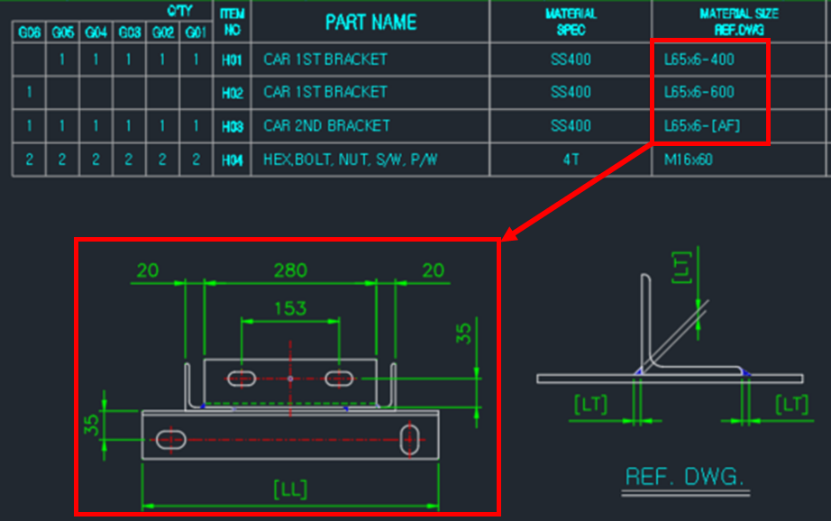 Q'TY ITEM NO PART NAME MATERIAL SPEC MATERIAL SIZE REF.DWG
G06 G05 G04 G03 G02 G01
1 1 1 1 1 H01 CAR 1ST BRACKET SS400 L65x6-400
1 H02 CAR 1ST BRACKET SS400 L65x6-600
1 1 1 1 1 1 H03 CAR 2ND BRACKET SS400 L65x6-[AF]
2 2 2 2 2 2 H04 HEX,BOLT, NUT, S/W, P/W 4T M16x60
20 280 20
153
35
35
[LL]
[LT]
[LT] [LT]
REF. DWG.